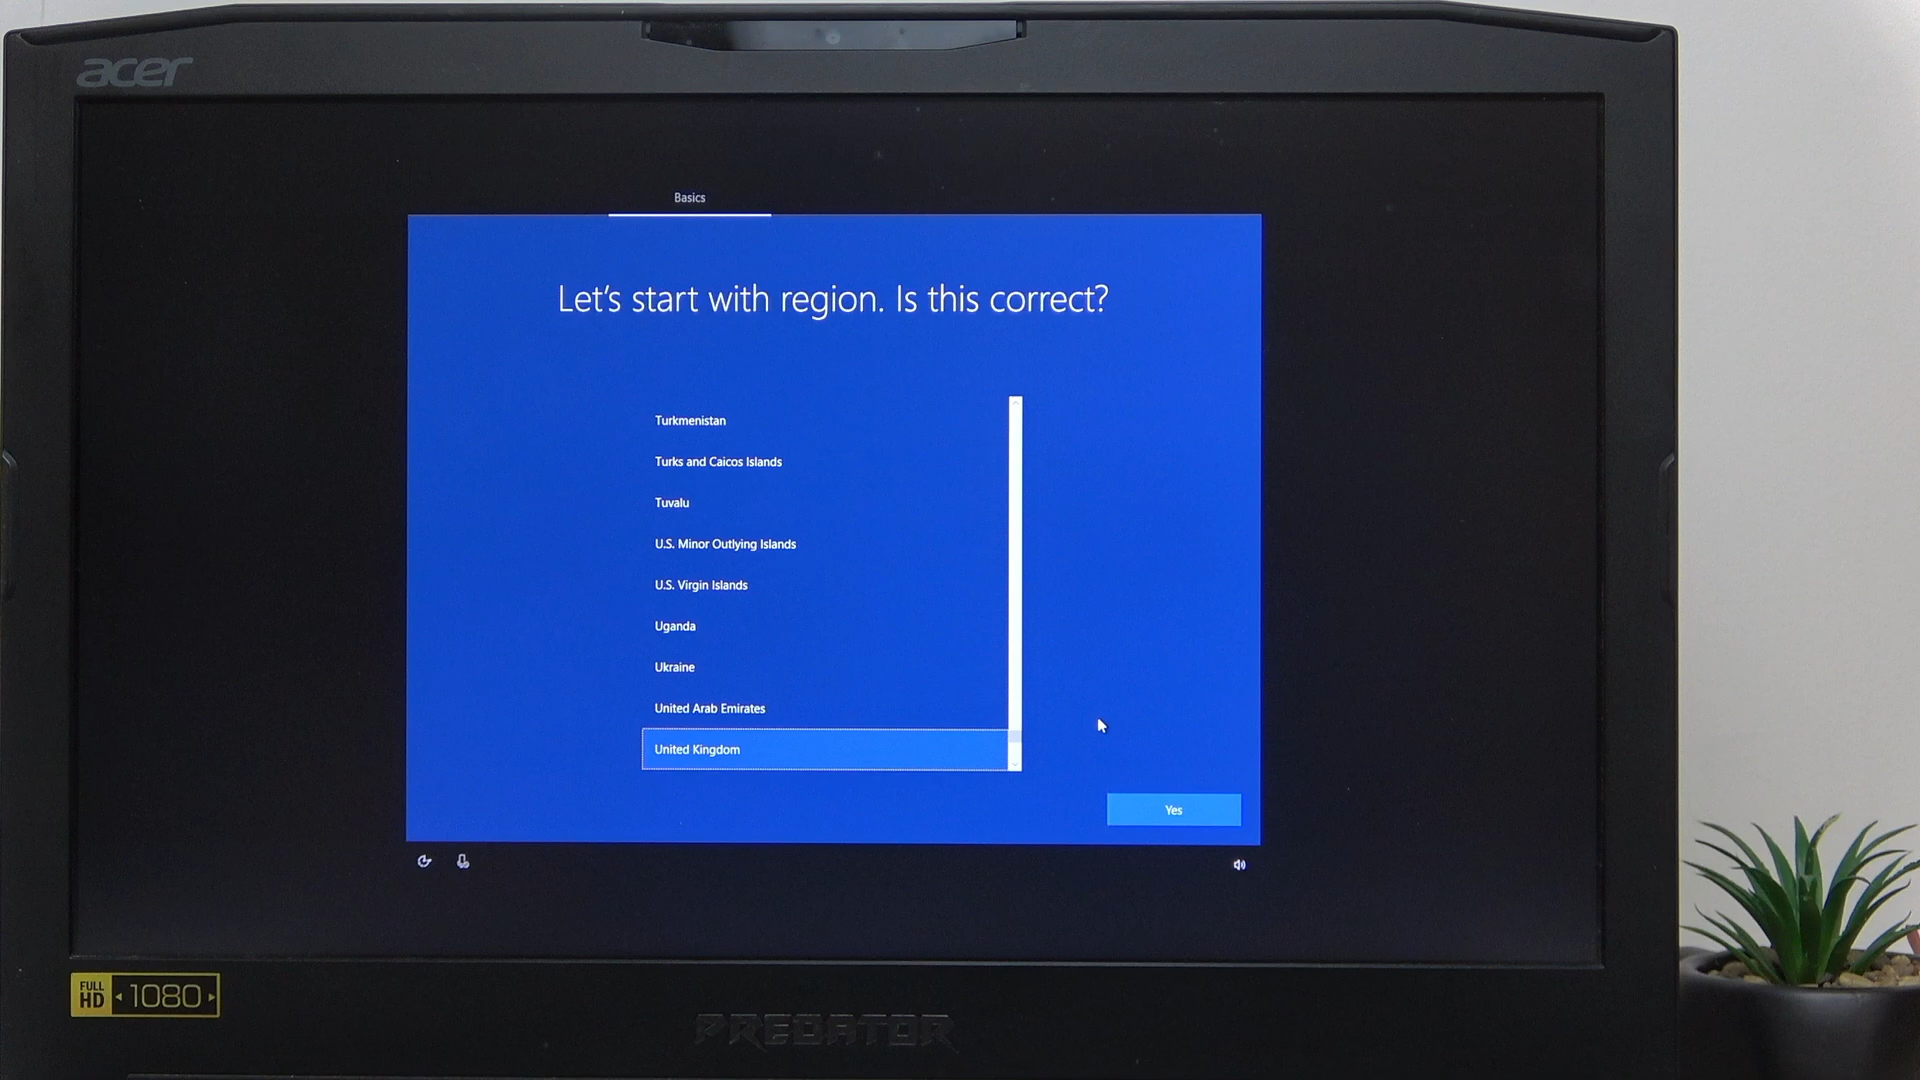 acer
Basics
Let's start with region. Is this correct?
Turkmenistan
Turks and Caicos Islands
Tuvalu
U.S. Minor Outlying Islands
U.S. Virgin Islands
Uganda
Ukraine
United Arab Emirates
United Kingdom
Yes
FULL
HD
1080
PREDATOR